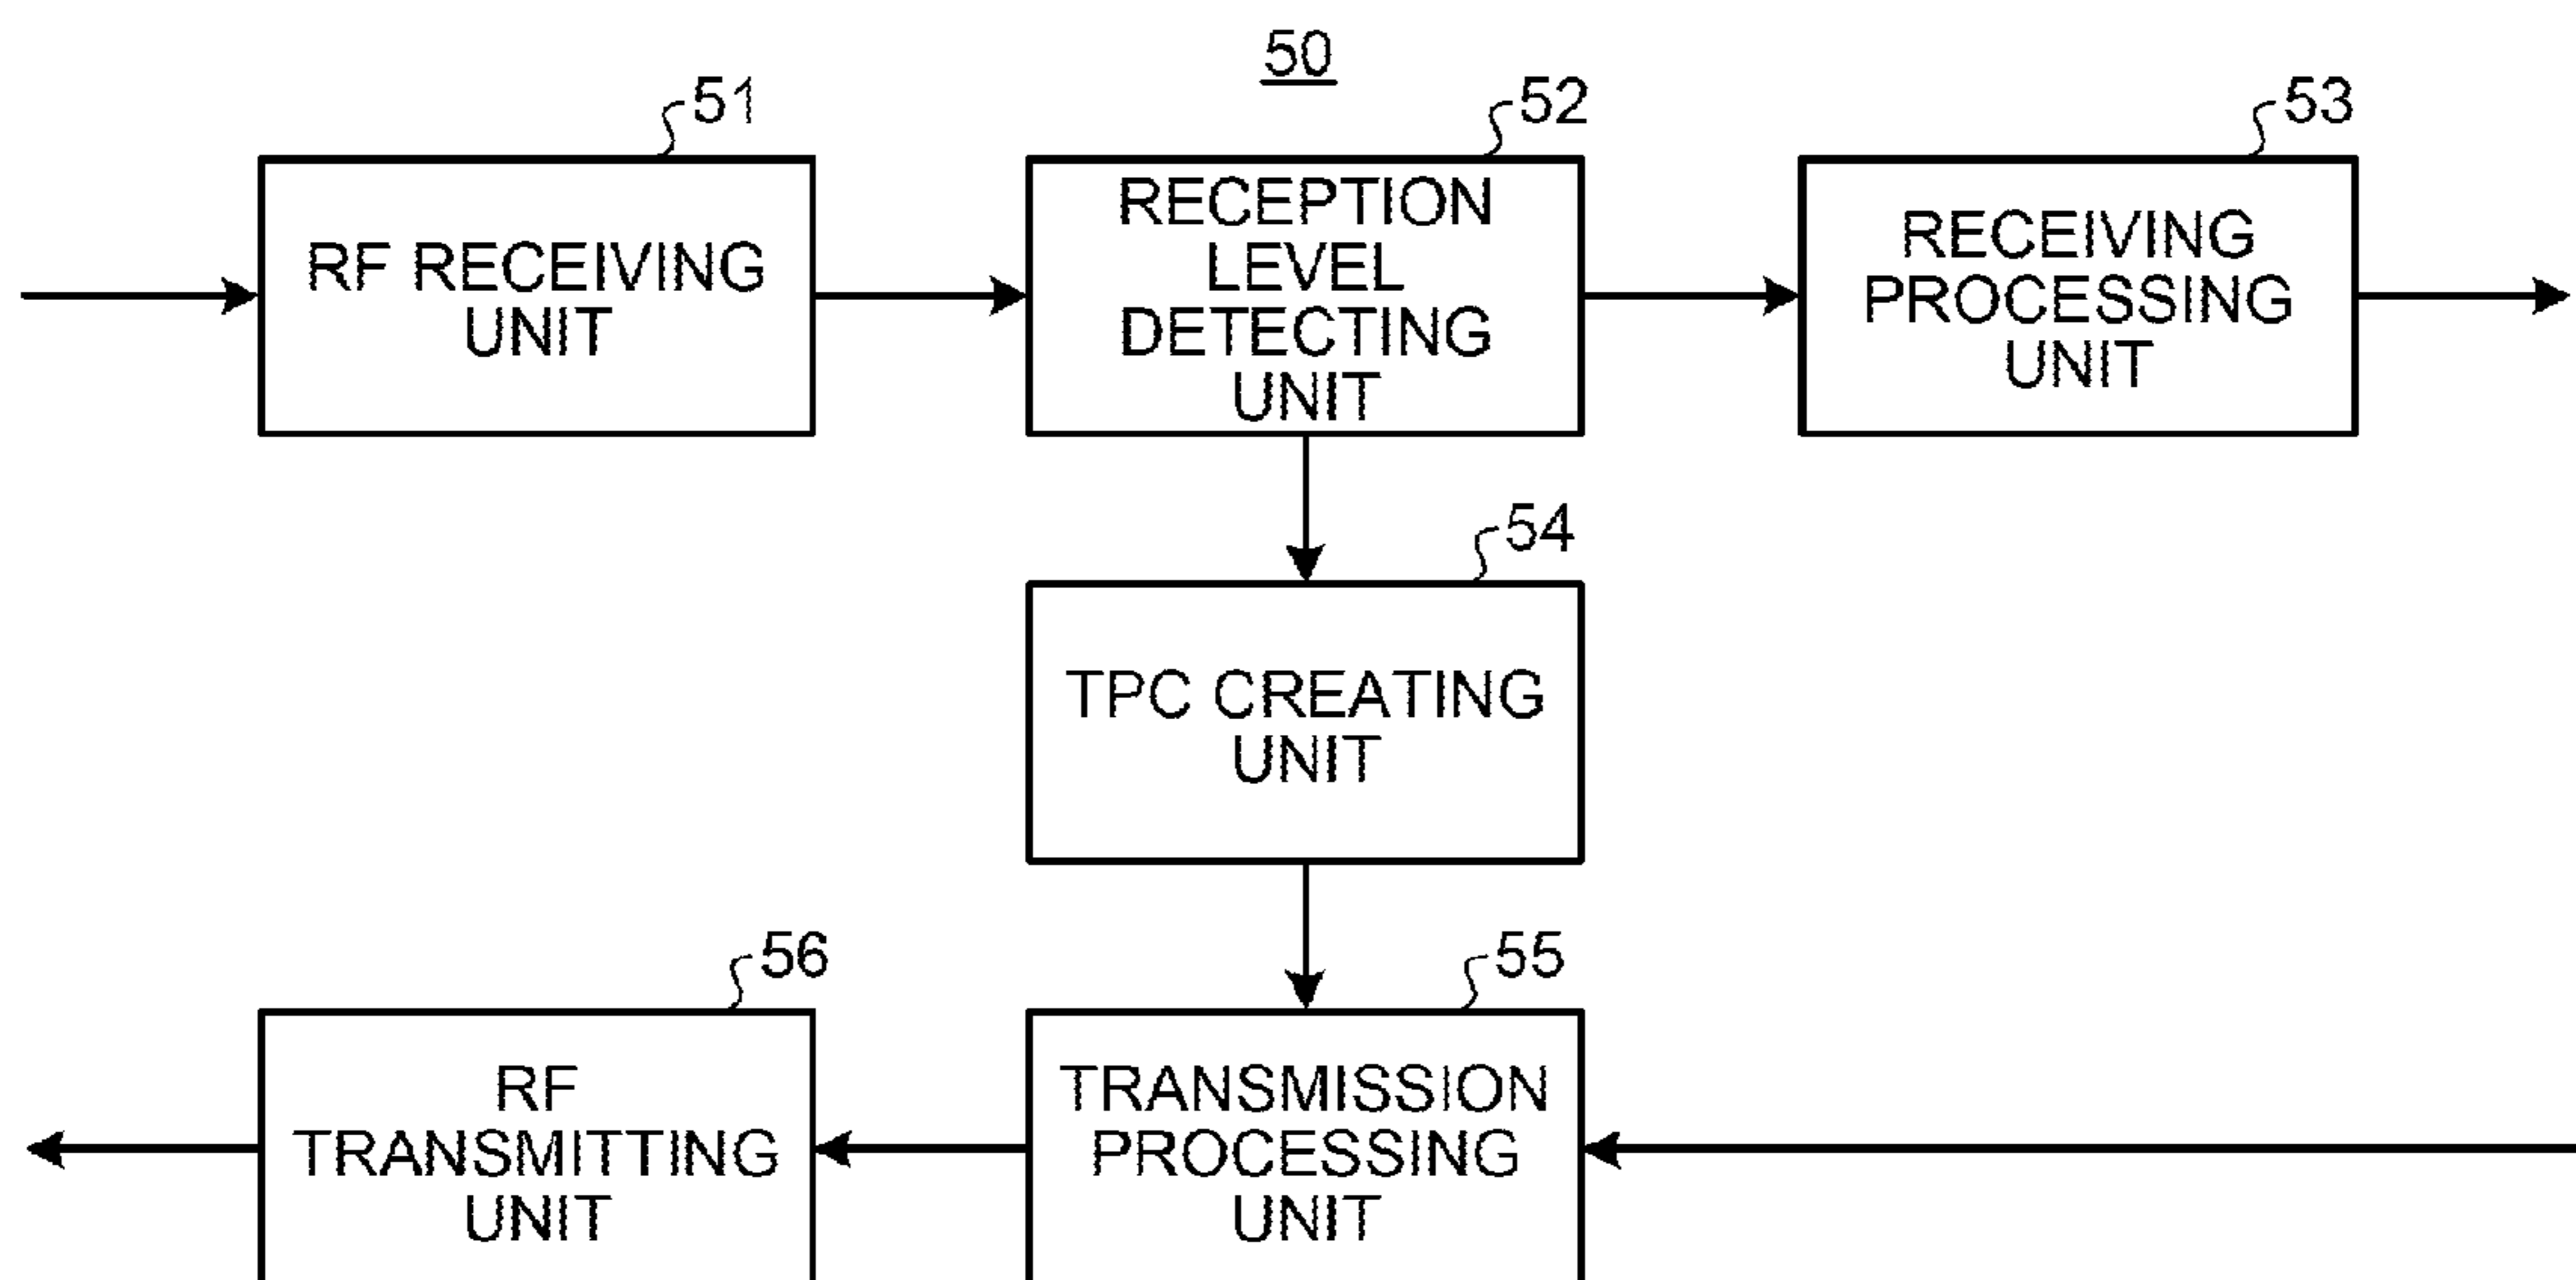 50
51
52
53
RF RECEIVING
UNIT
RECEPTION
LEVEL
DETECTING
UNIT
RECEIVING
PROCESSING
UNIT
54
TPC CREATING
UNIT
56
55
RF
TRANSMITTING
UNIT
TRANSMISSION
PROCESSING
UNIT